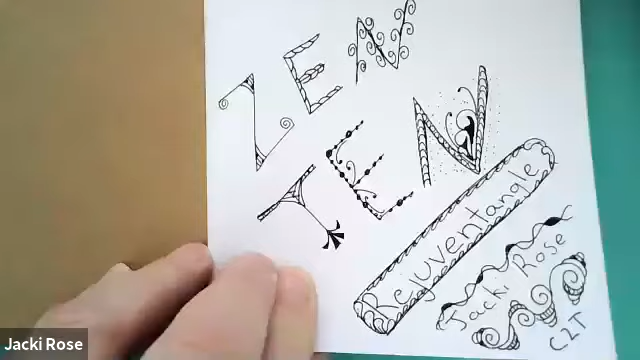 ZEN
TEN
Rejuventangle
Jacki Rose
CZT
Jacki Rose